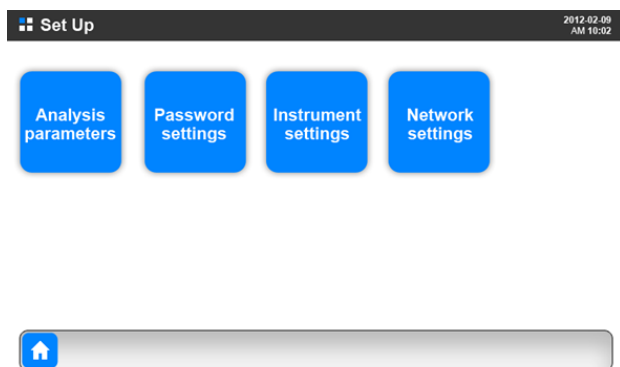 Set Up
2012-02-09
AM 10:02
Analysis
parameters
Password
settings
Instrument
settings
Network
settings